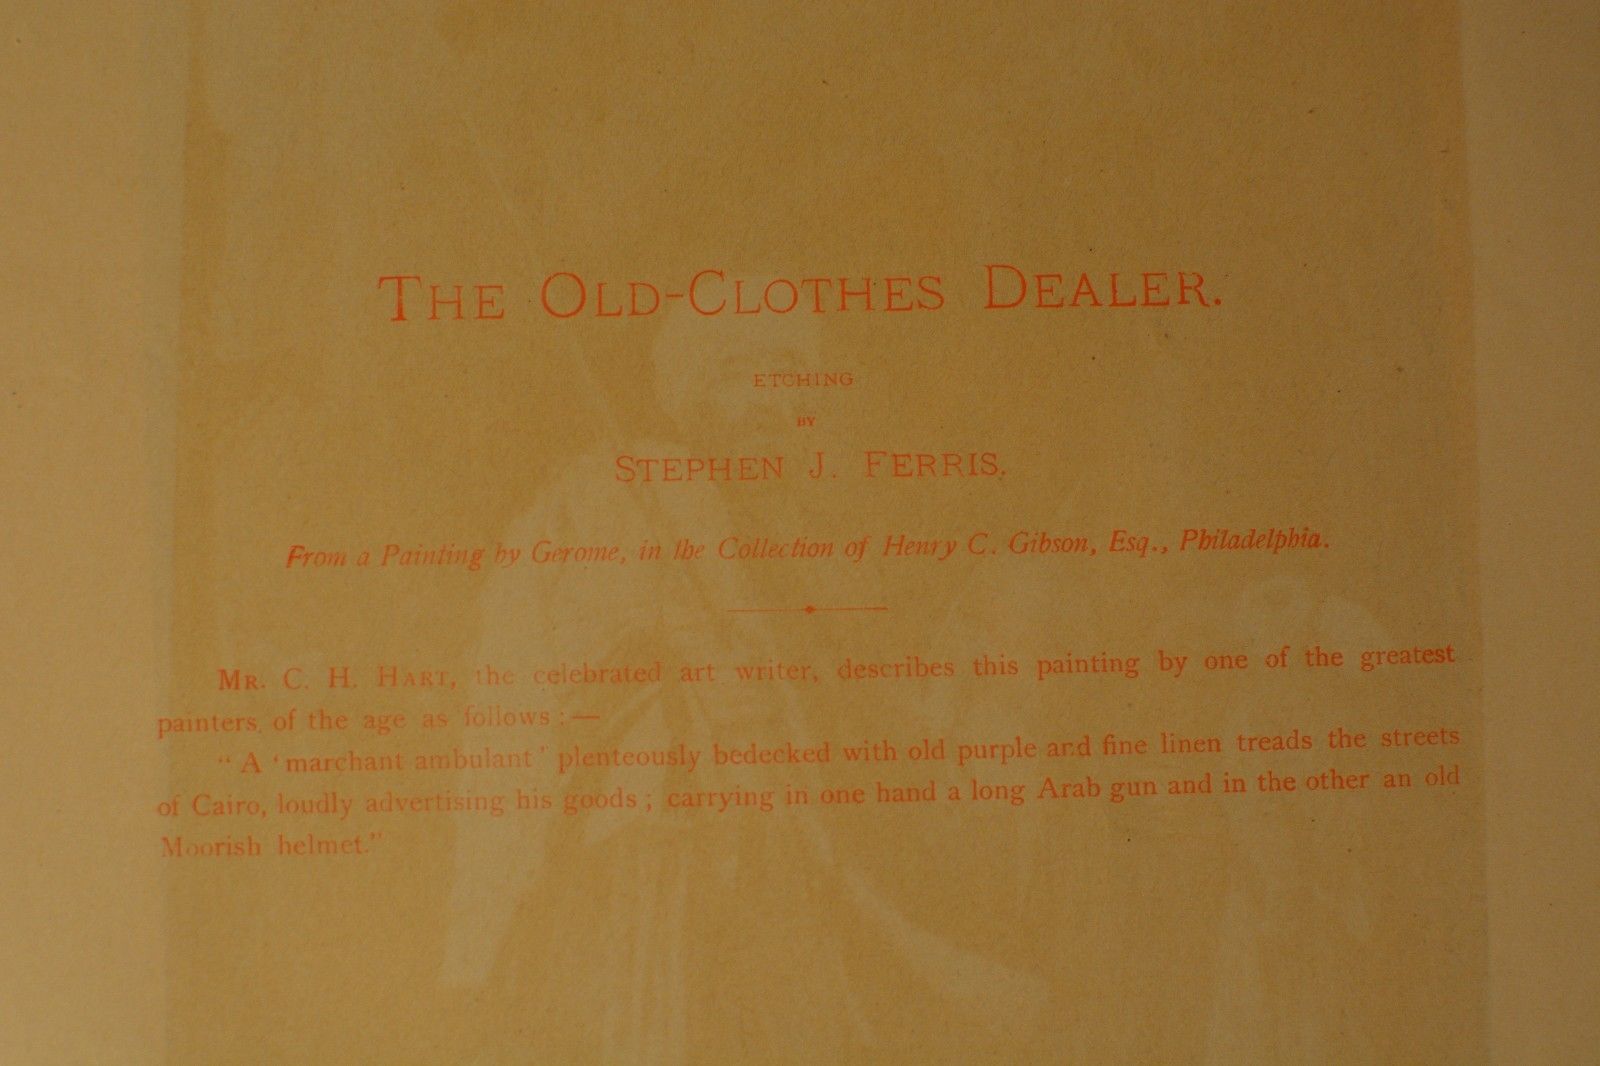 THE OLD-CLOTHES DEALER.
ETCHING
BY
STEPHEN J. FERRIS.
From a Painting by Gerome, in the Collection of Henry C. Gibson, Esq., Philadelphia.
MR. C. H. HART, the celebrated art writer, describes this painting by one of the greatest
painters of the age as follows :—
“ A ‘marchant ambulant’ plenteously bedecked with old purple and fine linen treads the streets
of Cairo, loudly advertising his goods ; carrying in one hand a long Arab gun and in the other an old
Moorish helmet.”